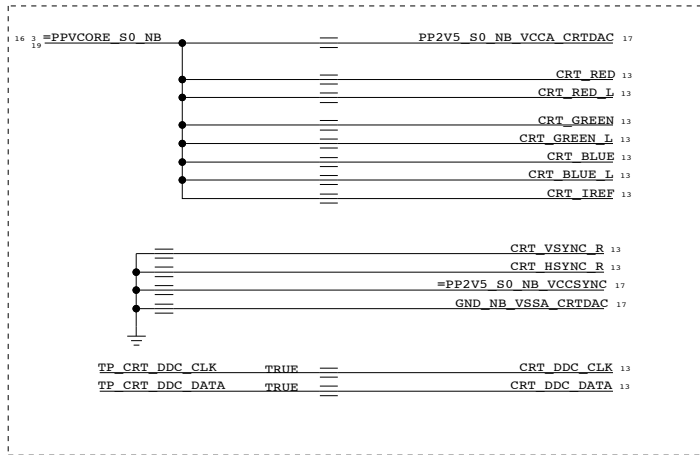 16 3 =PPVCORE_S0_NB PP2V5_S0_NB_VCCA_CRTDAC 17
19
CRT_RED 13
CRT_RED_L 13
CRT_GREEN 13
CRT_GREEN_L 13
CRT_BLUE 13
CRT_BLUE_L 13
CRT_IREF 13
CRT_VSYNC_R 13
CRT_HSYNC_R 13
=PP2V5_S0_NB_VCCSYNC 17
GND_NB_VSSA_CRTDAC 17
TP_CRT_DDC_CLK TRUE CRT_DDC_CLK 13
TP_CRT_DDC_DATA TRUE CRT_DDC_DATA 13